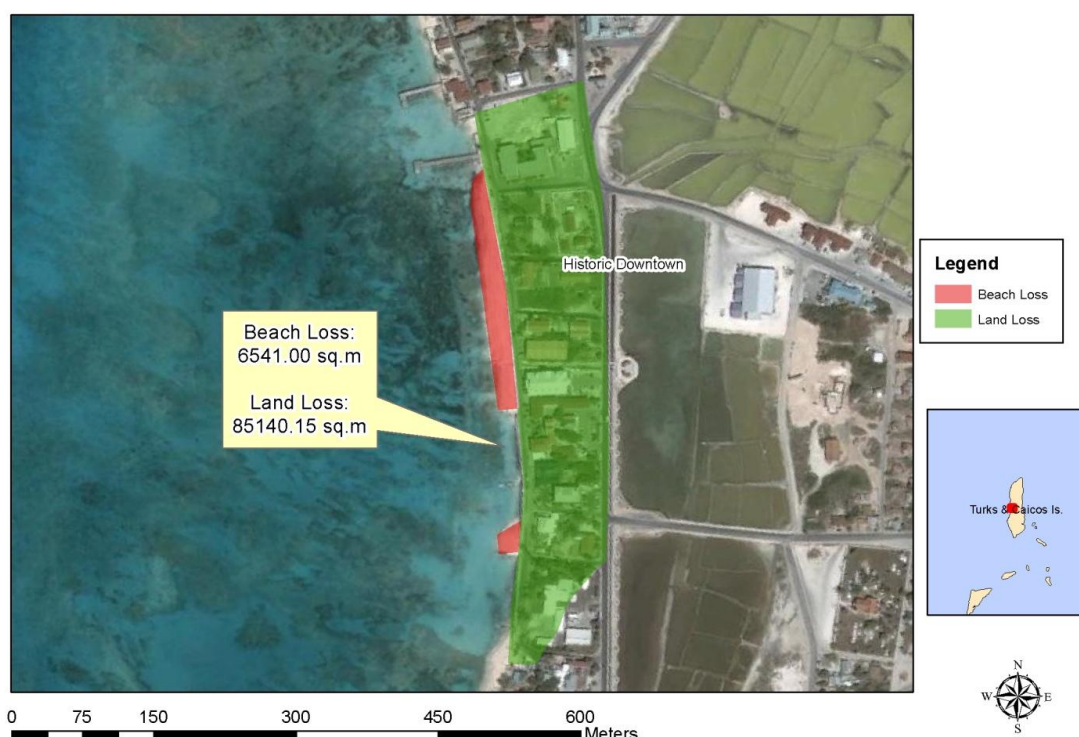 Historic Downtown
Beach Loss:
6541.00 sq.m
Land Loss:
85140.15 sq.m
Legend
Beach Loss
Land Loss
Turks & Caicos Is.
N
W E
S
0 75 150 300 450 600
Meters